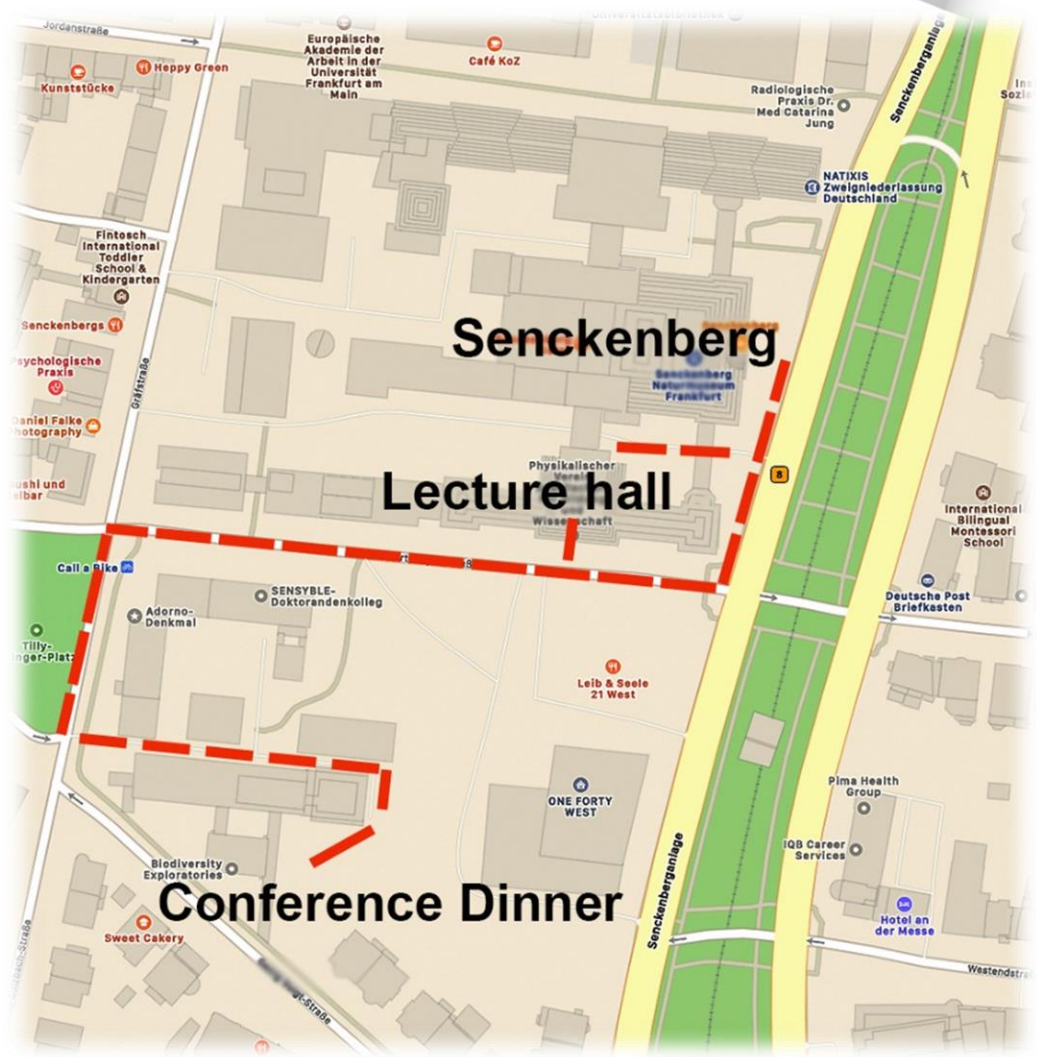 Jordanstraße
Kunststücke
Heppy Green
Europäische
Akademie der
Arbeit in der
Universität
Frankfurt am
Main
Café KoZ
Radiologische
Praxis Dr.
Med Catarina
Jung
Senckenberganlage
NATIXIS
Zweigniederlassung
Deutschland
Fintosch
International
Toddler
School &
Kindergarten
Senckenbergs
Psychologische
Praxis
Gräfstraße
Daniel Falke
Photography
Senckenberg
Senckenberg
Naturmuseum
Frankfurt
8
Physikalischer
Lecture hall
International
Bilingual
Montessori
School
Call a Bike
SENSYBLE-
Doktorandenkolleg
Adorno-
Denkmal
Tilly-
Deutsche Post
Briefkasten
Leib & Seele
21 West
ONE FORTY
WEST
Pima Health
Group
IQB Career
Services
Biodiversity
Exploratories
Conference Dinner
Sweet Cakery
Senckenberganlage
Hotel an
der Messe
Westendstra